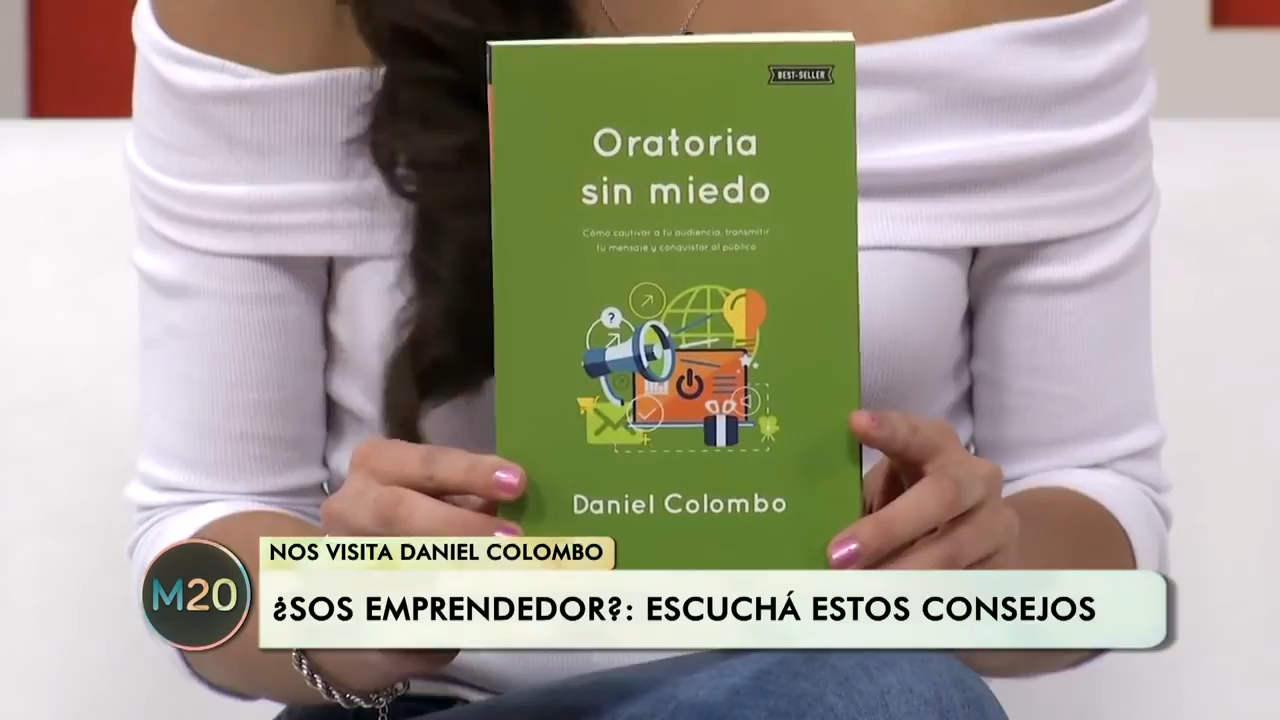 BEST-SELLER
Oratoria
sin miedo
Cómo cautivar a tu audiencia, transmitir
tu mensaje y conquistar al público
?
Daniel Colombo
NOS VISITA DANIEL COLOMBO
M20
¿SOS EMPRENDEDOR?: ESCUCHÁ ESTOS CONSEJOS